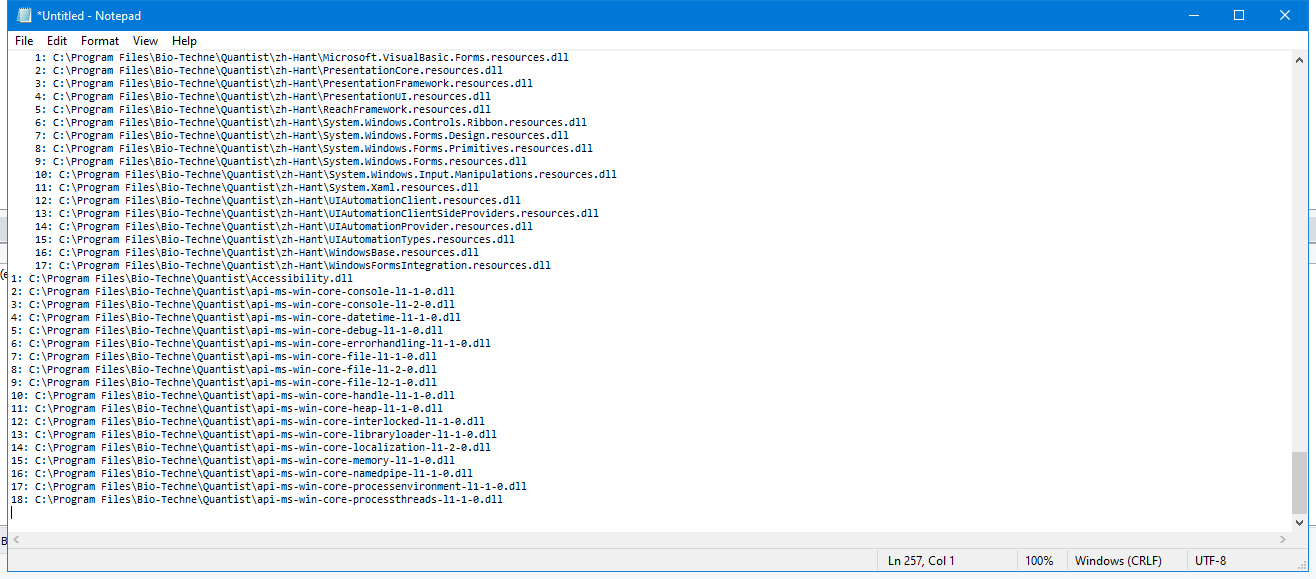 *Untitled - Notepad
File Edit Format View Help
1: C:\Program Files\Bio-Techne\Quantist\zh-Hant\Microsoft.VisualBasic.Forms.resources.dll
2: C:\Program Files\Bio-Techne\Quantist\zh-Hant\PresentationCore.resources.dll
3: C:\Program Files\Bio-Techne\Quantist\zh-Hant\PresentationFramework.resources.dll
4: C:\Program Files\Bio-Techne\Quantist\zh-Hant\PresentationUI.resources.dll
5: C:\Program Files\Bio-Techne\Quantist\zh-Hant\ReachFramework.resources.dll
6: C:\Program Files\Bio-Techne\Quantist\zh-Hant\System.Windows.Controls.Ribbon.resources.dll
7: C:\Program Files\Bio-Techne\Quantist\zh-Hant\System.Windows.Forms.Design.resources.dll
8: C:\Program Files\Bio-Techne\Quantist\zh-Hant\System.Windows.Forms.Primitives.resources.dll
9: C:\Program Files\Bio-Techne\Quantist\zh-Hant\System.Windows.Forms.resources.dll
10: C:\Program Files\Bio-Techne\Quantist\zh-Hant\System.Windows.Input.Manipulations.resources.dll
11: C:\Program Files\Bio-Techne\Quantist\zh-Hant\System.Xaml.resources.dll
12: C:\Program Files\Bio-Techne\Quantist\zh-Hant\UIAutomationClient.resources.dll
13: C:\Program Files\Bio-Techne\Quantist\zh-Hant\UIAutomationClientSideProviders.resources.dll
14: C:\Program Files\Bio-Techne\Quantist\zh-Hant\UIAutomationProvider.resources.dll
15: C:\Program Files\Bio-Techne\Quantist\zh-Hant\UIAutomationTypes.resources.dll
16: C:\Program Files\Bio-Techne\Quantist\zh-Hant\WindowsBase.resources.dll
17: C:\Program Files\Bio-Techne\Quantist\zh-Hant\WindowsFormsIntegration.resources.dll
1: C:\Program Files\Bio-Techne\Quantist\Accessibility.dll
2: C:\Program Files\Bio-Techne\Quantist\api-ms-win-core-console-l1-1-0.dll
3: C:\Program Files\Bio-Techne\Quantist\api-ms-win-core-console-l1-2-0.dll
4: C:\Program Files\Bio-Techne\Quantist\api-ms-win-core-datetime-l1-1-0.dll
5: C:\Program Files\Bio-Techne\Quantist\api-ms-win-core-debug-l1-1-0.dll
6: C:\Program Files\Bio-Techne\Quantist\api-ms-win-core-errorhandling-l1-1-0.dll
7: C:\Program Files\Bio-Techne\Quantist\api-ms-win-core-file-l1-1-0.dll
8: C:\Program Files\Bio-Techne\Quantist\api-ms-win-core-file-l1-2-0.dll
9: C:\Program Files\Bio-Techne\Quantist\api-ms-win-core-file-l2-1-0.dll
10: C:\Program Files\Bio-Techne\Quantist\api-ms-win-core-handle-l1-1-0.dll
11: C:\Program Files\Bio-Techne\Quantist\api-ms-win-core-heap-l1-1-0.dll
12: C:\Program Files\Bio-Techne\Quantist\api-ms-win-core-interlocked-l1-1-0.dll
13: C:\Program Files\Bio-Techne\Quantist\api-ms-win-core-libraryloader-l1-1-0.dll
14: C:\Program Files\Bio-Techne\Quantist\api-ms-win-core-localization-l1-2-0.dll
15: C:\Program Files\Bio-Techne\Quantist\api-ms-win-core-memory-l1-1-0.dll
16: C:\Program Files\Bio-Techne\Quantist\api-ms-win-core-namedpipe-l1-1-0.dll
17: C:\Program Files\Bio-Techne\Quantist\api-ms-win-core-processenvironment-l1-1-0.dll
18: C:\Program Files\Bio-Techne\Quantist\api-ms-win-core-processthreads-l1-1-0.dll
Ln 257, Col 1 100% Windows (CRLF) UTF-8